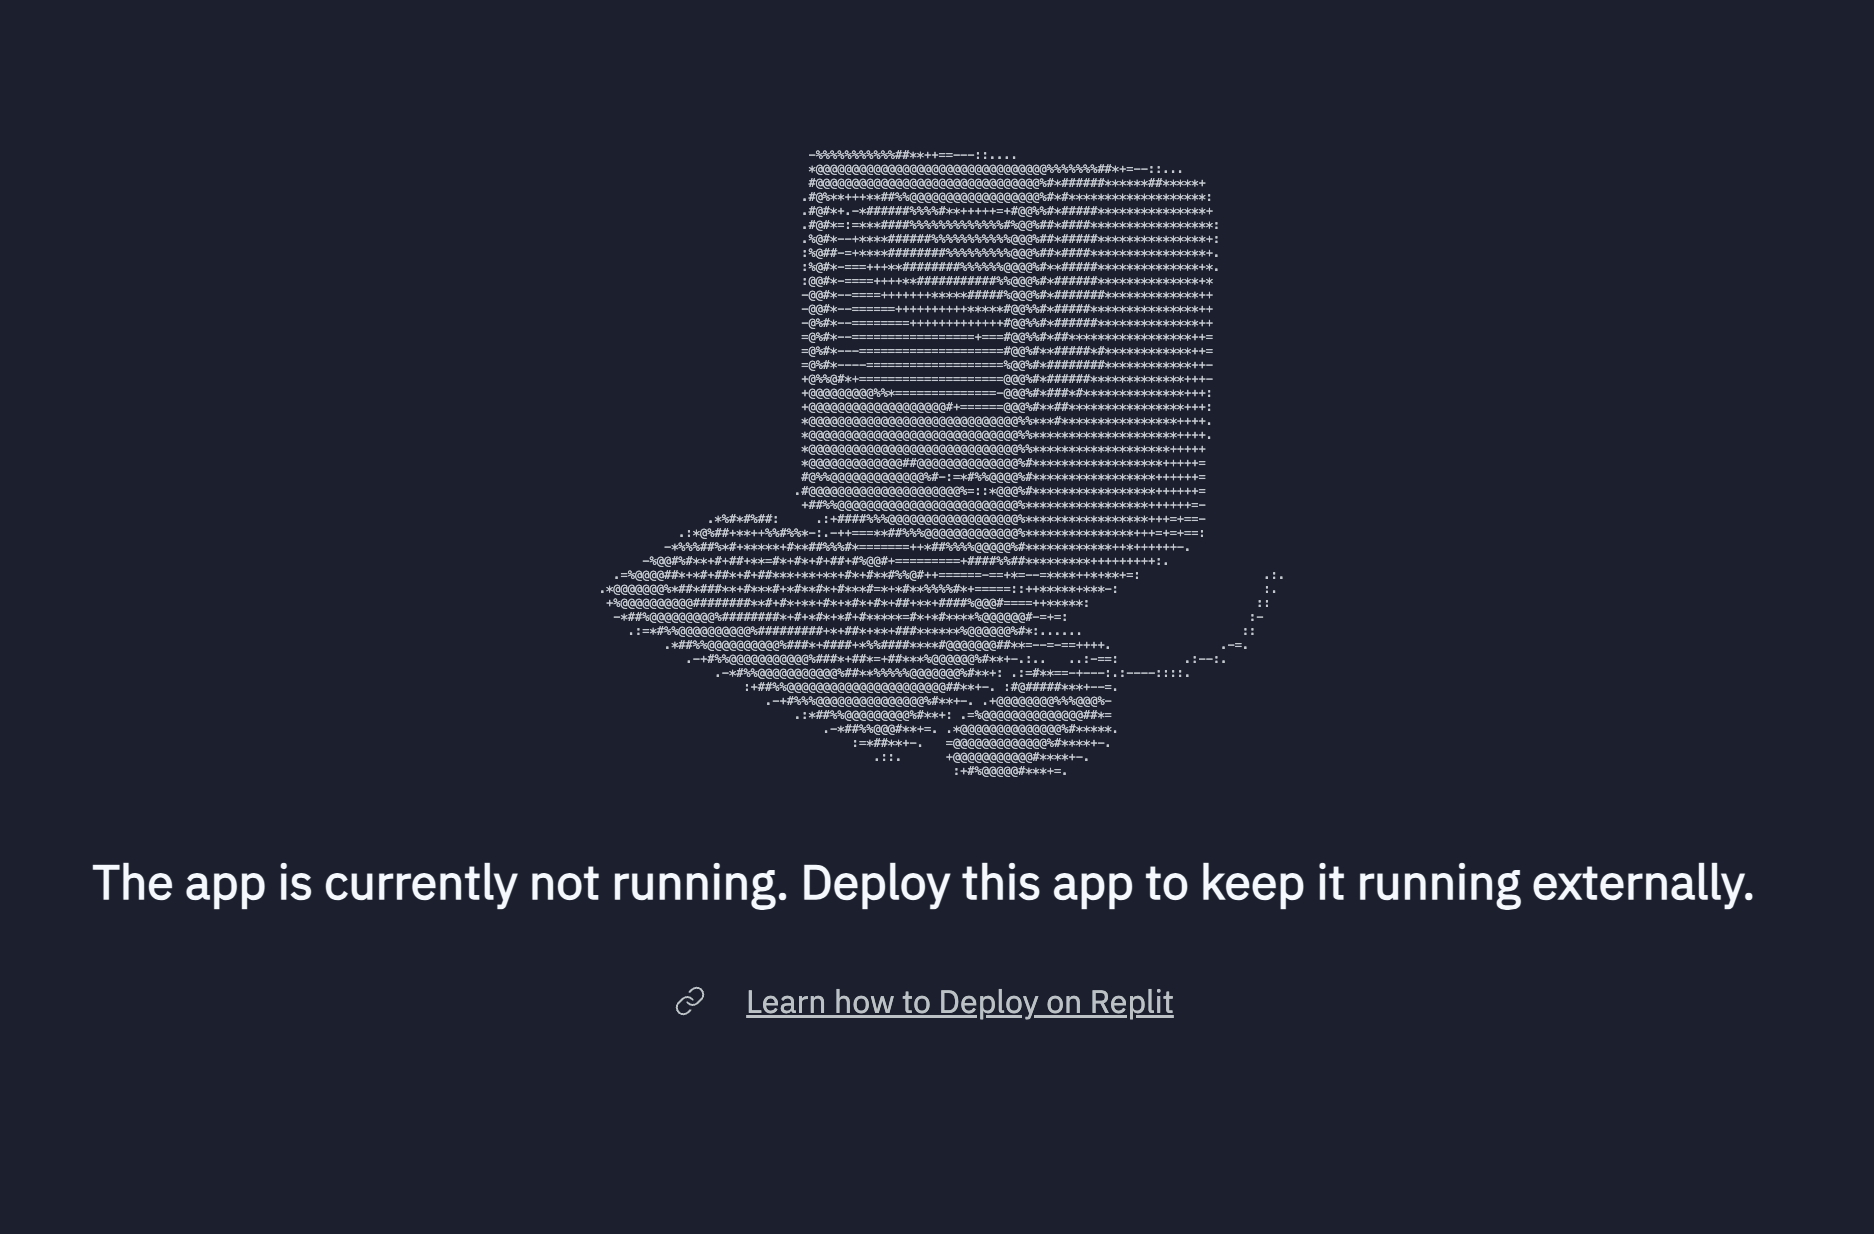 The app is currently not running. Deploy this app to keep it running externally.
Learn how to Deploy on Replit